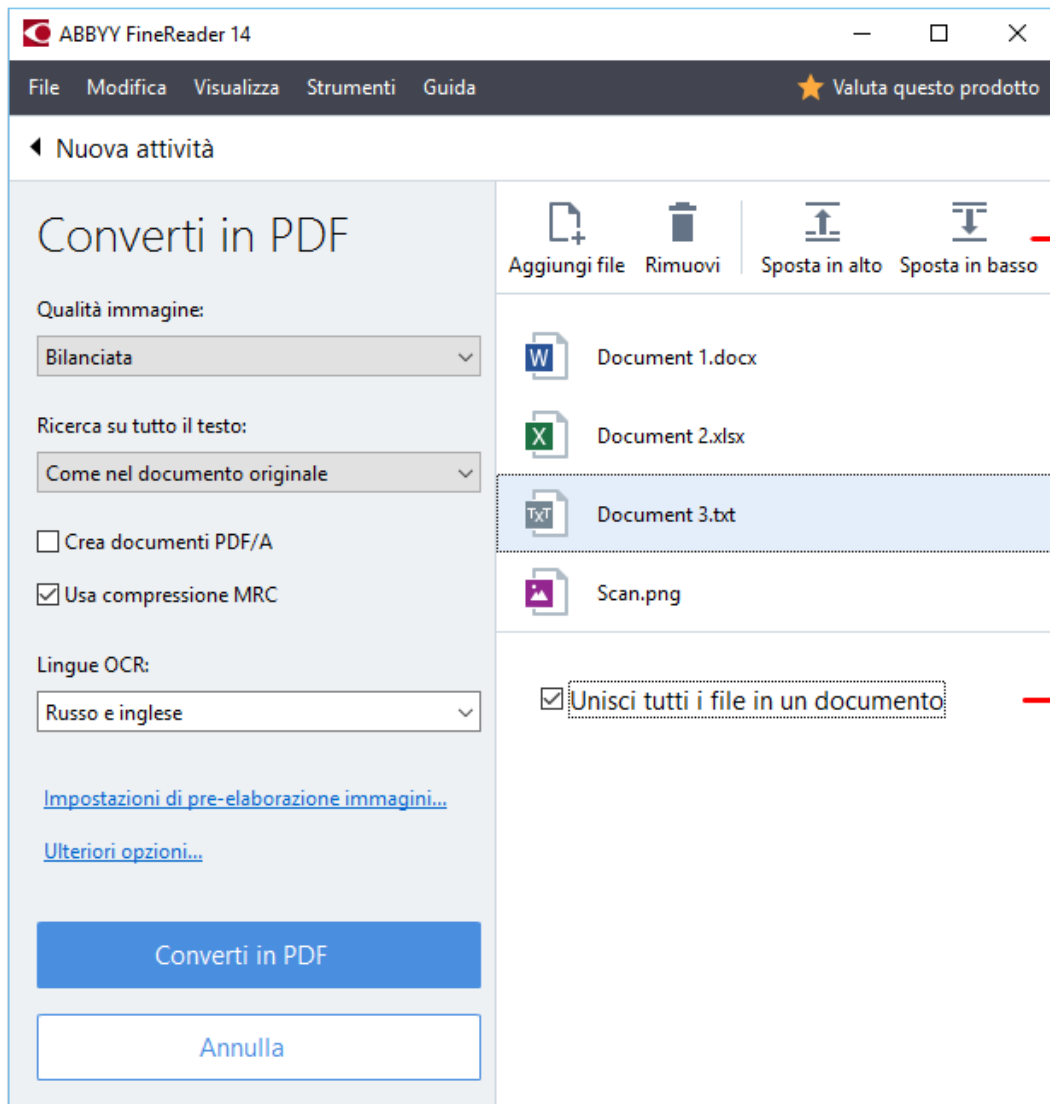 ABBYY FineReader 14
File Modifica Visualizza Strumenti Guida Valuta questo prodotto
Nuova attività
Converti in PDF
Qualità immagine:
Bilanciata
Ricerca su tutto il testo:
Come nel documento originale
Crea documenti PDF/A
Usa compressione MRC
Lingue OCR:
Russo e inglese
Impostazioni di pre-elaborazione immagini...
Ulteriori opzioni...
Converti in PDF
Annulla
Aggiungi file Rimuovi Sposta in alto Sposta in basso
W Document 1.docx
X Document 2.xlsx
TXT Document 3.txt
Scan.png
Unisci tutti i file in un documento